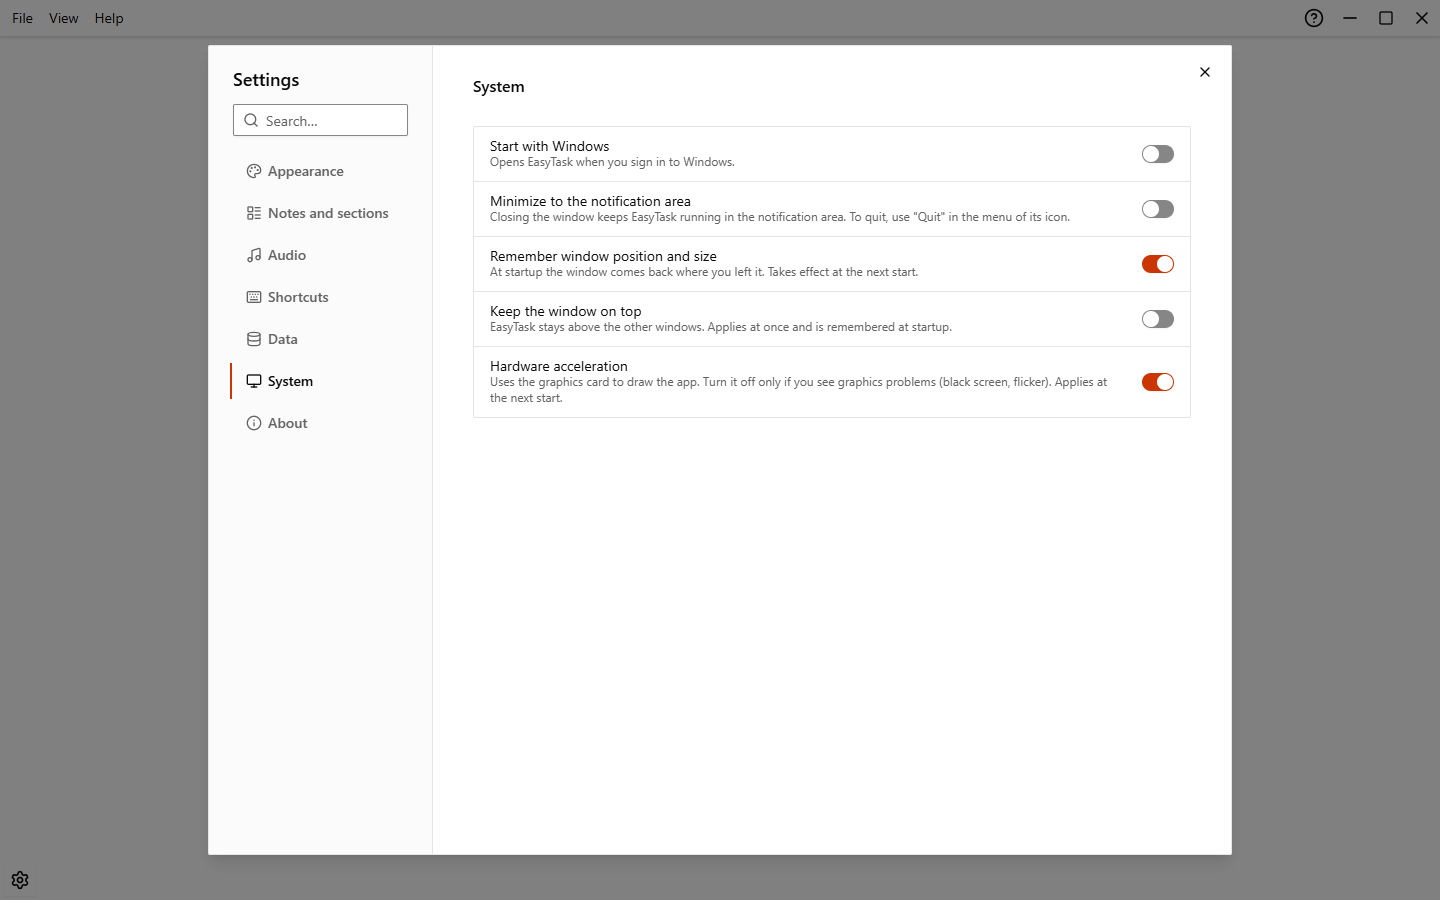 File View Help
Settings
Search...
Appearance
Notes and sections
Audio
Shortcuts
Data
System
About
System
Start with Windows
Opens EasyTask when you sign in to Windows.
Minimize to the notification area
Closing the window keeps EasyTask running in the notification area. To quit, use "Quit" in the menu of its icon.
Remember window position and size
At startup the window comes back where you left it. Takes effect at the next start.
Keep the window on top
EasyTask stays above the other windows. Applies at once and is remembered at startup.
Hardware acceleration
Uses the graphics card to draw the app. Turn it off only if you see graphics problems (black screen, flicker). Applies at
the next start.